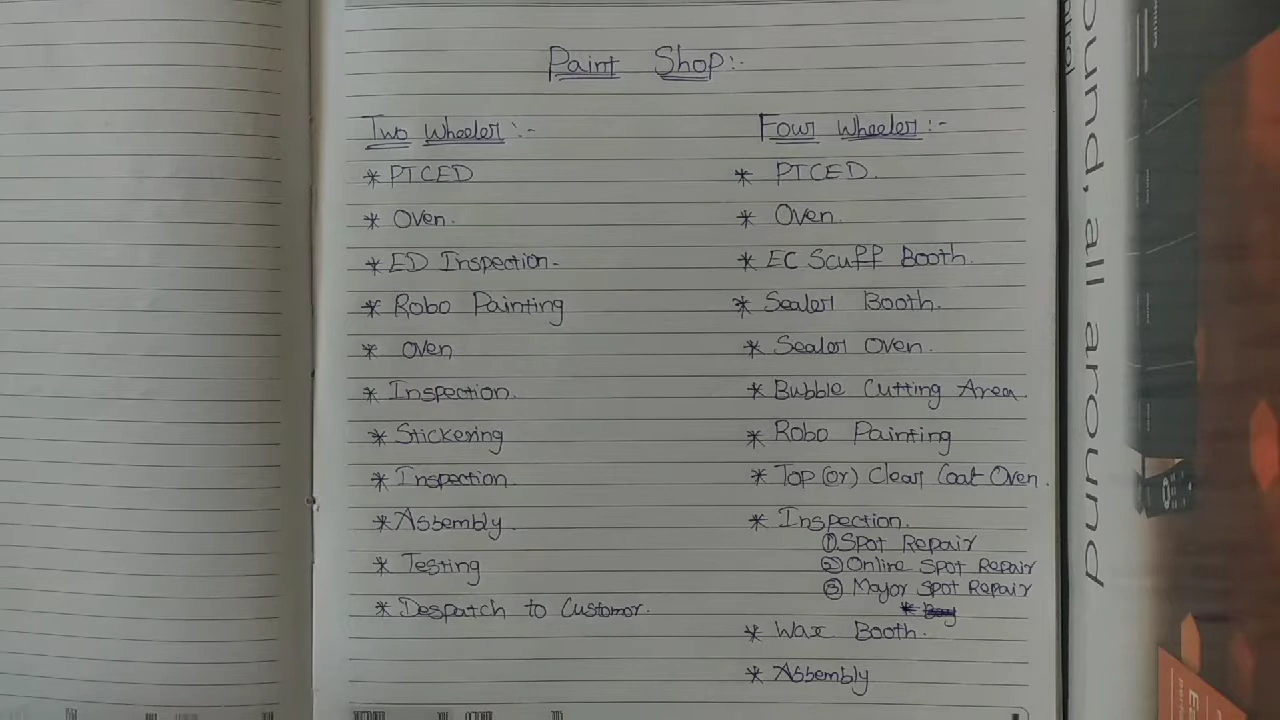 Paint Shop:-
Two Wheeler:-
* PTCED
* Oven.
* ED Inspection-
* Robo Painting
* Oven
* Inspection.
* Stickering
* Inspection
* Assembly.
* Testing
* Despatch to Customor.
Four Wheeler:-
* PTCED.
* Oven.
* EC Scuff Booth.
* Sealer Booth.
* Sealer Oven.
* Bubble Cutting Area.
* Robo Painting
* Top (or) Clear Coat Oven.
* Inspection.
① Spot Repair
② Online Spot Repair
③ Major Spot Repair
* Wax Booth.
* Assembly
ound, all around